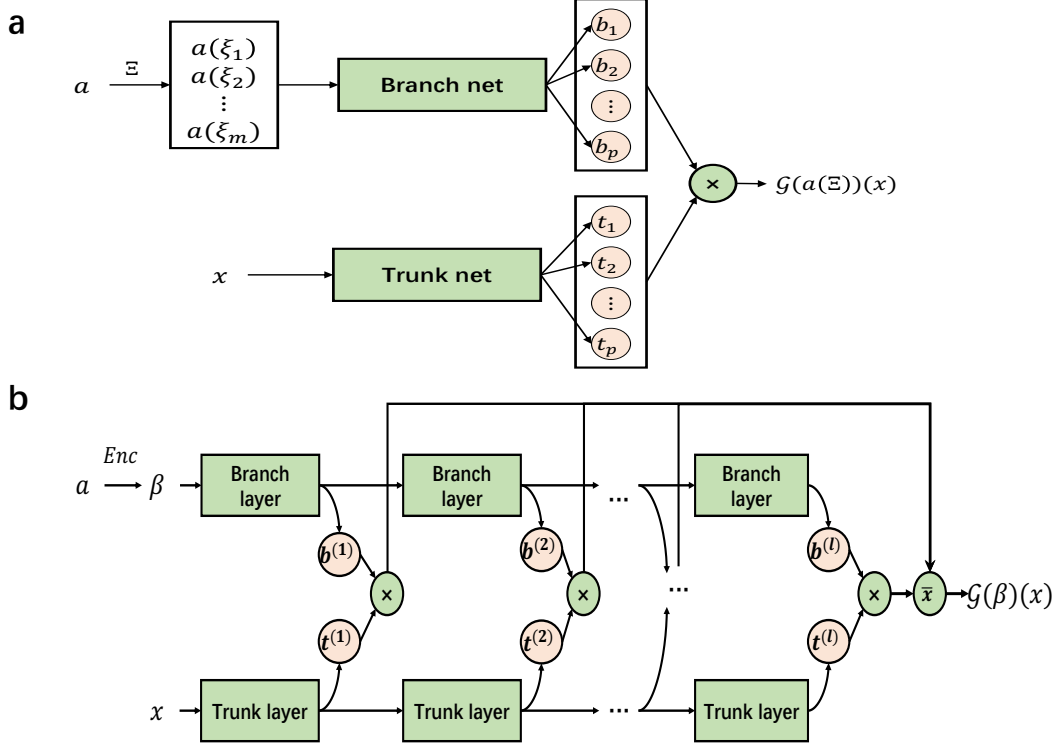 a
a
Ξ
a(ξ₁)
a(ξ₂)
⋮
a(ξₘ)
Branch net
b₁
b₂
⋮
bₚ
×
𝒢(a(Ξ))(x)
x
Trunk net
t₁
t₂
⋮
tₚ
b
a
Enc
β
Branch
layer
Branch
layer
...
Branch
layer
b⁽¹⁾
b⁽²⁾
b⁽ˡ⁾
×
×
...
×
x̄
𝒢(β)(x)
t⁽¹⁾
t⁽²⁾
t⁽ˡ⁾
x
Trunk layer
Trunk layer
...
Trunk layer